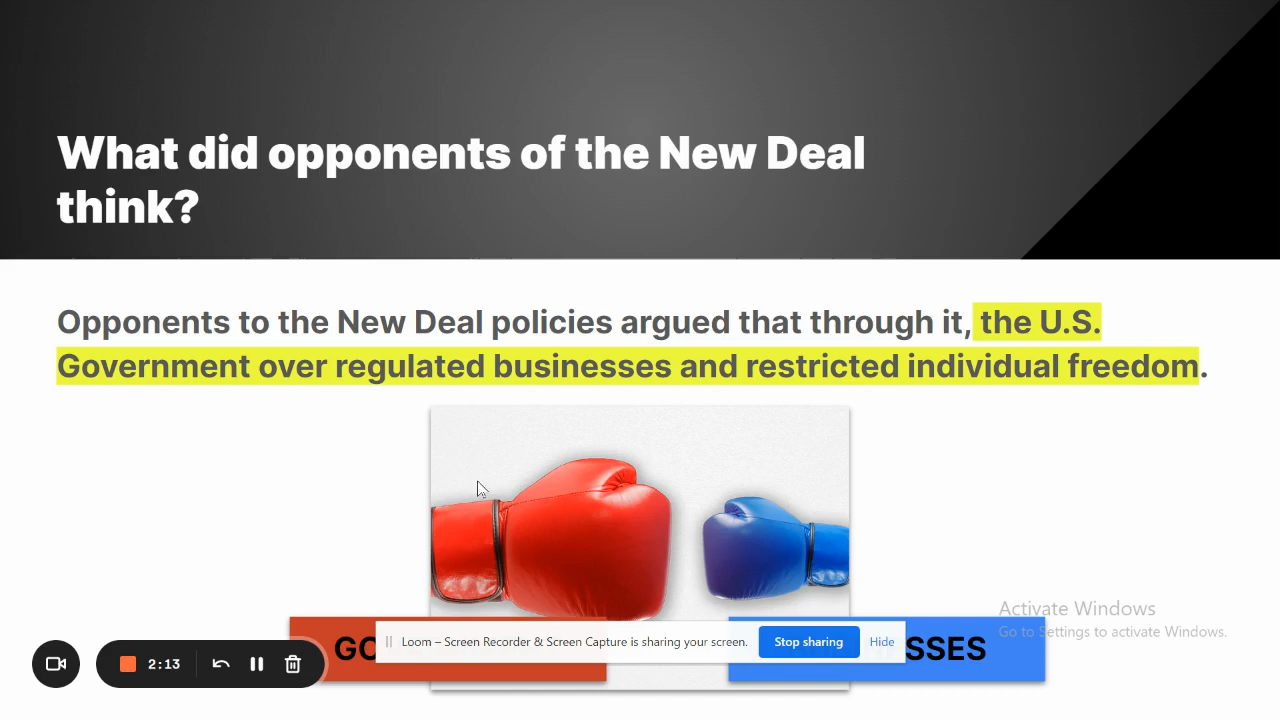 What did opponents of the New Deal
think?
Opponents to the New Deal policies argued that through it, the U.S.
Government over regulated businesses and restricted individual freedom.
Activate Windows
Go to Settings to activate Windows.
GO
Loom – Screen Recorder & Screen Capture is sharing your screen.
Stop sharing
Hide
SSES
2:13